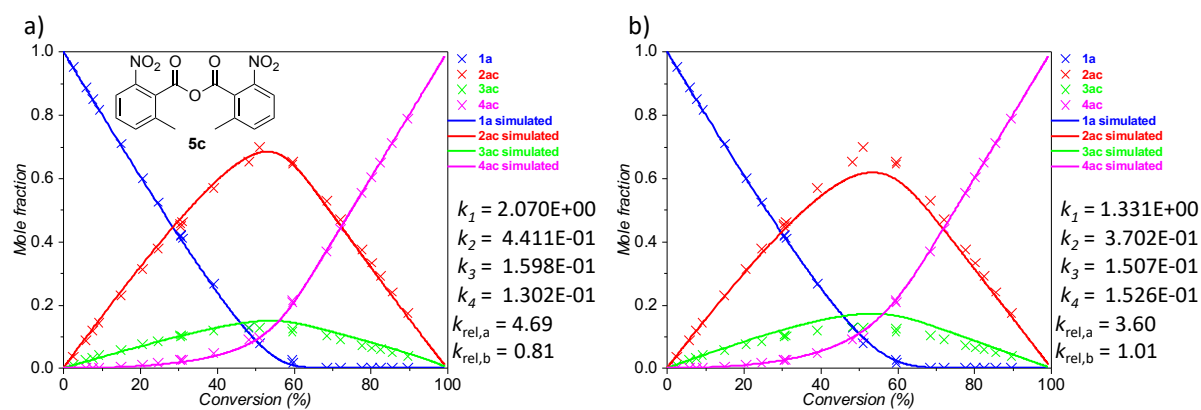 a)
1.0
0.8
0.6
0.4
0.2
0.0
Mole fraction
0
20
40
60
80
100
Conversion (%)
NO₂
O
O
NO₂
O
5c
1a
2ac
3ac
4ac
1a simulated
2ac simulated
3ac simulated
4ac simulated
k₁ = 2.070E+00
k₂ = 4.411E-01
k₃ = 1.598E-01
k₄ = 1.302E-01
k_rel,a = 4.69
k_rel,b = 0.81
b)
1.0
0.8
0.6
0.4
0.2
0.0
Mole fraction
0
20
40
60
80
100
Conversion (%)
1a
2ac
3ac
4ac
1a simulated
2ac simulated
3ac simulated
4ac simulated
k₁ = 1.331E+00
k₂ = 3.702E-01
k₃ = 1.507E-01
k₄ = 1.526E-01
k_rel,a = 3.60
k_rel,b = 1.01